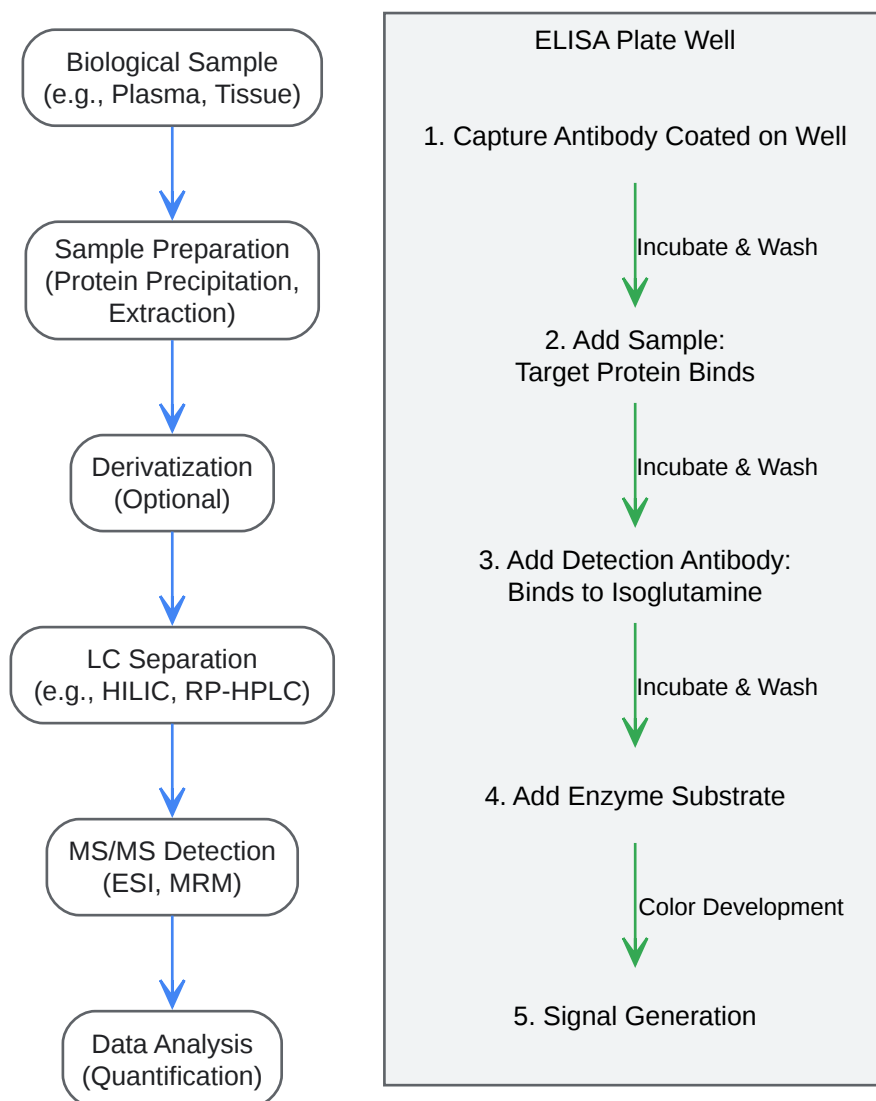 Biological Sample
(e.g., Plasma, Tissue)
Sample Preparation
(Protein Precipitation,
Extraction)
Derivatization
(Optional)
LC Separation
(e.g., HILIC, RP-HPLC)
MS/MS Detection
(ESI, MRM)
Data Analysis
(Quantification)
ELISA Plate Well
1. Capture Antibody Coated on Well
Incubate & Wash
2. Add Sample:
Target Protein Binds
Incubate & Wash
3. Add Detection Antibody:
Binds to Isoglutamine
Incubate & Wash
4. Add Enzyme Substrate
Color Development
5. Signal Generation